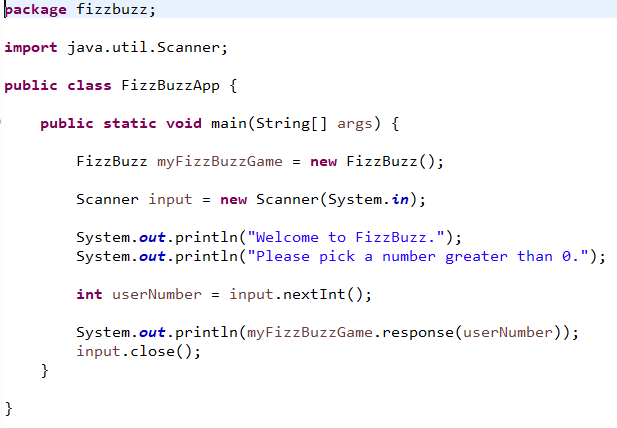 package fizzbuzz;
import java.util.Scanner;
public class FizzBuzzApp {
public static void main(String[] args) {
FizzBuzz myFizzBuzzGame = new FizzBuzz();
Scanner input = new Scanner(System.in);
System.out.println("Welcome to FizzBuzz.");
System.out.println("Please pick a number greater than 0.");
int userNumber = input.nextInt();
System.out.println(myFizzBuzzGame.response(userNumber));
input.close();
}
}